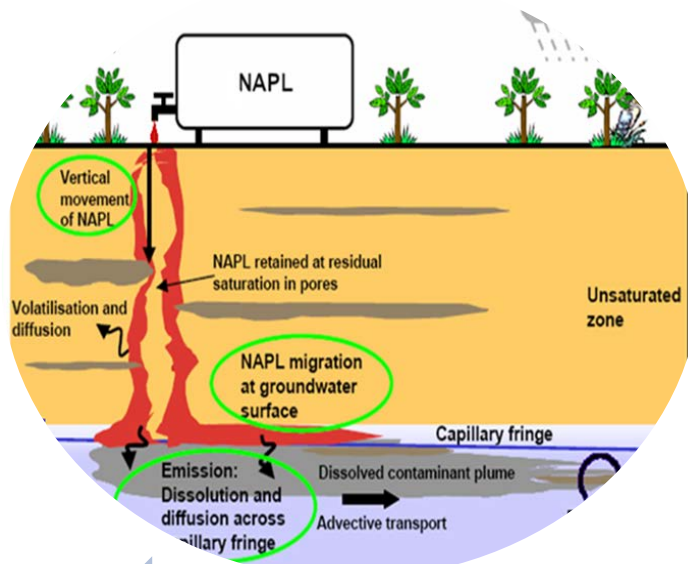 NAPL
Vertical
movement
of NAPL
NAPL retained at residual
saturation in pores
Volatilisation and
diffusion
Unsaturated
zone
NAPL migration
at groundwater
surface
Capillary fringe
Emission:
Dissolution and
diffusion across
fringe
Dissolved contaminant plume
Advective transport